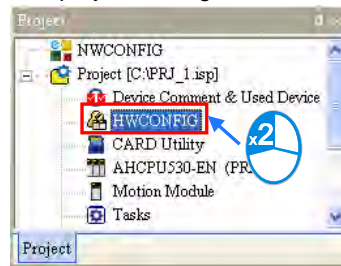 Project
NWCONFIG
Project [C:\PRJ_1.isp]
Device Comment & Used Device
HWCONFIG
x2
CARD Utility
AHCPU530-EN (PR
Motion Module
Tasks
Project